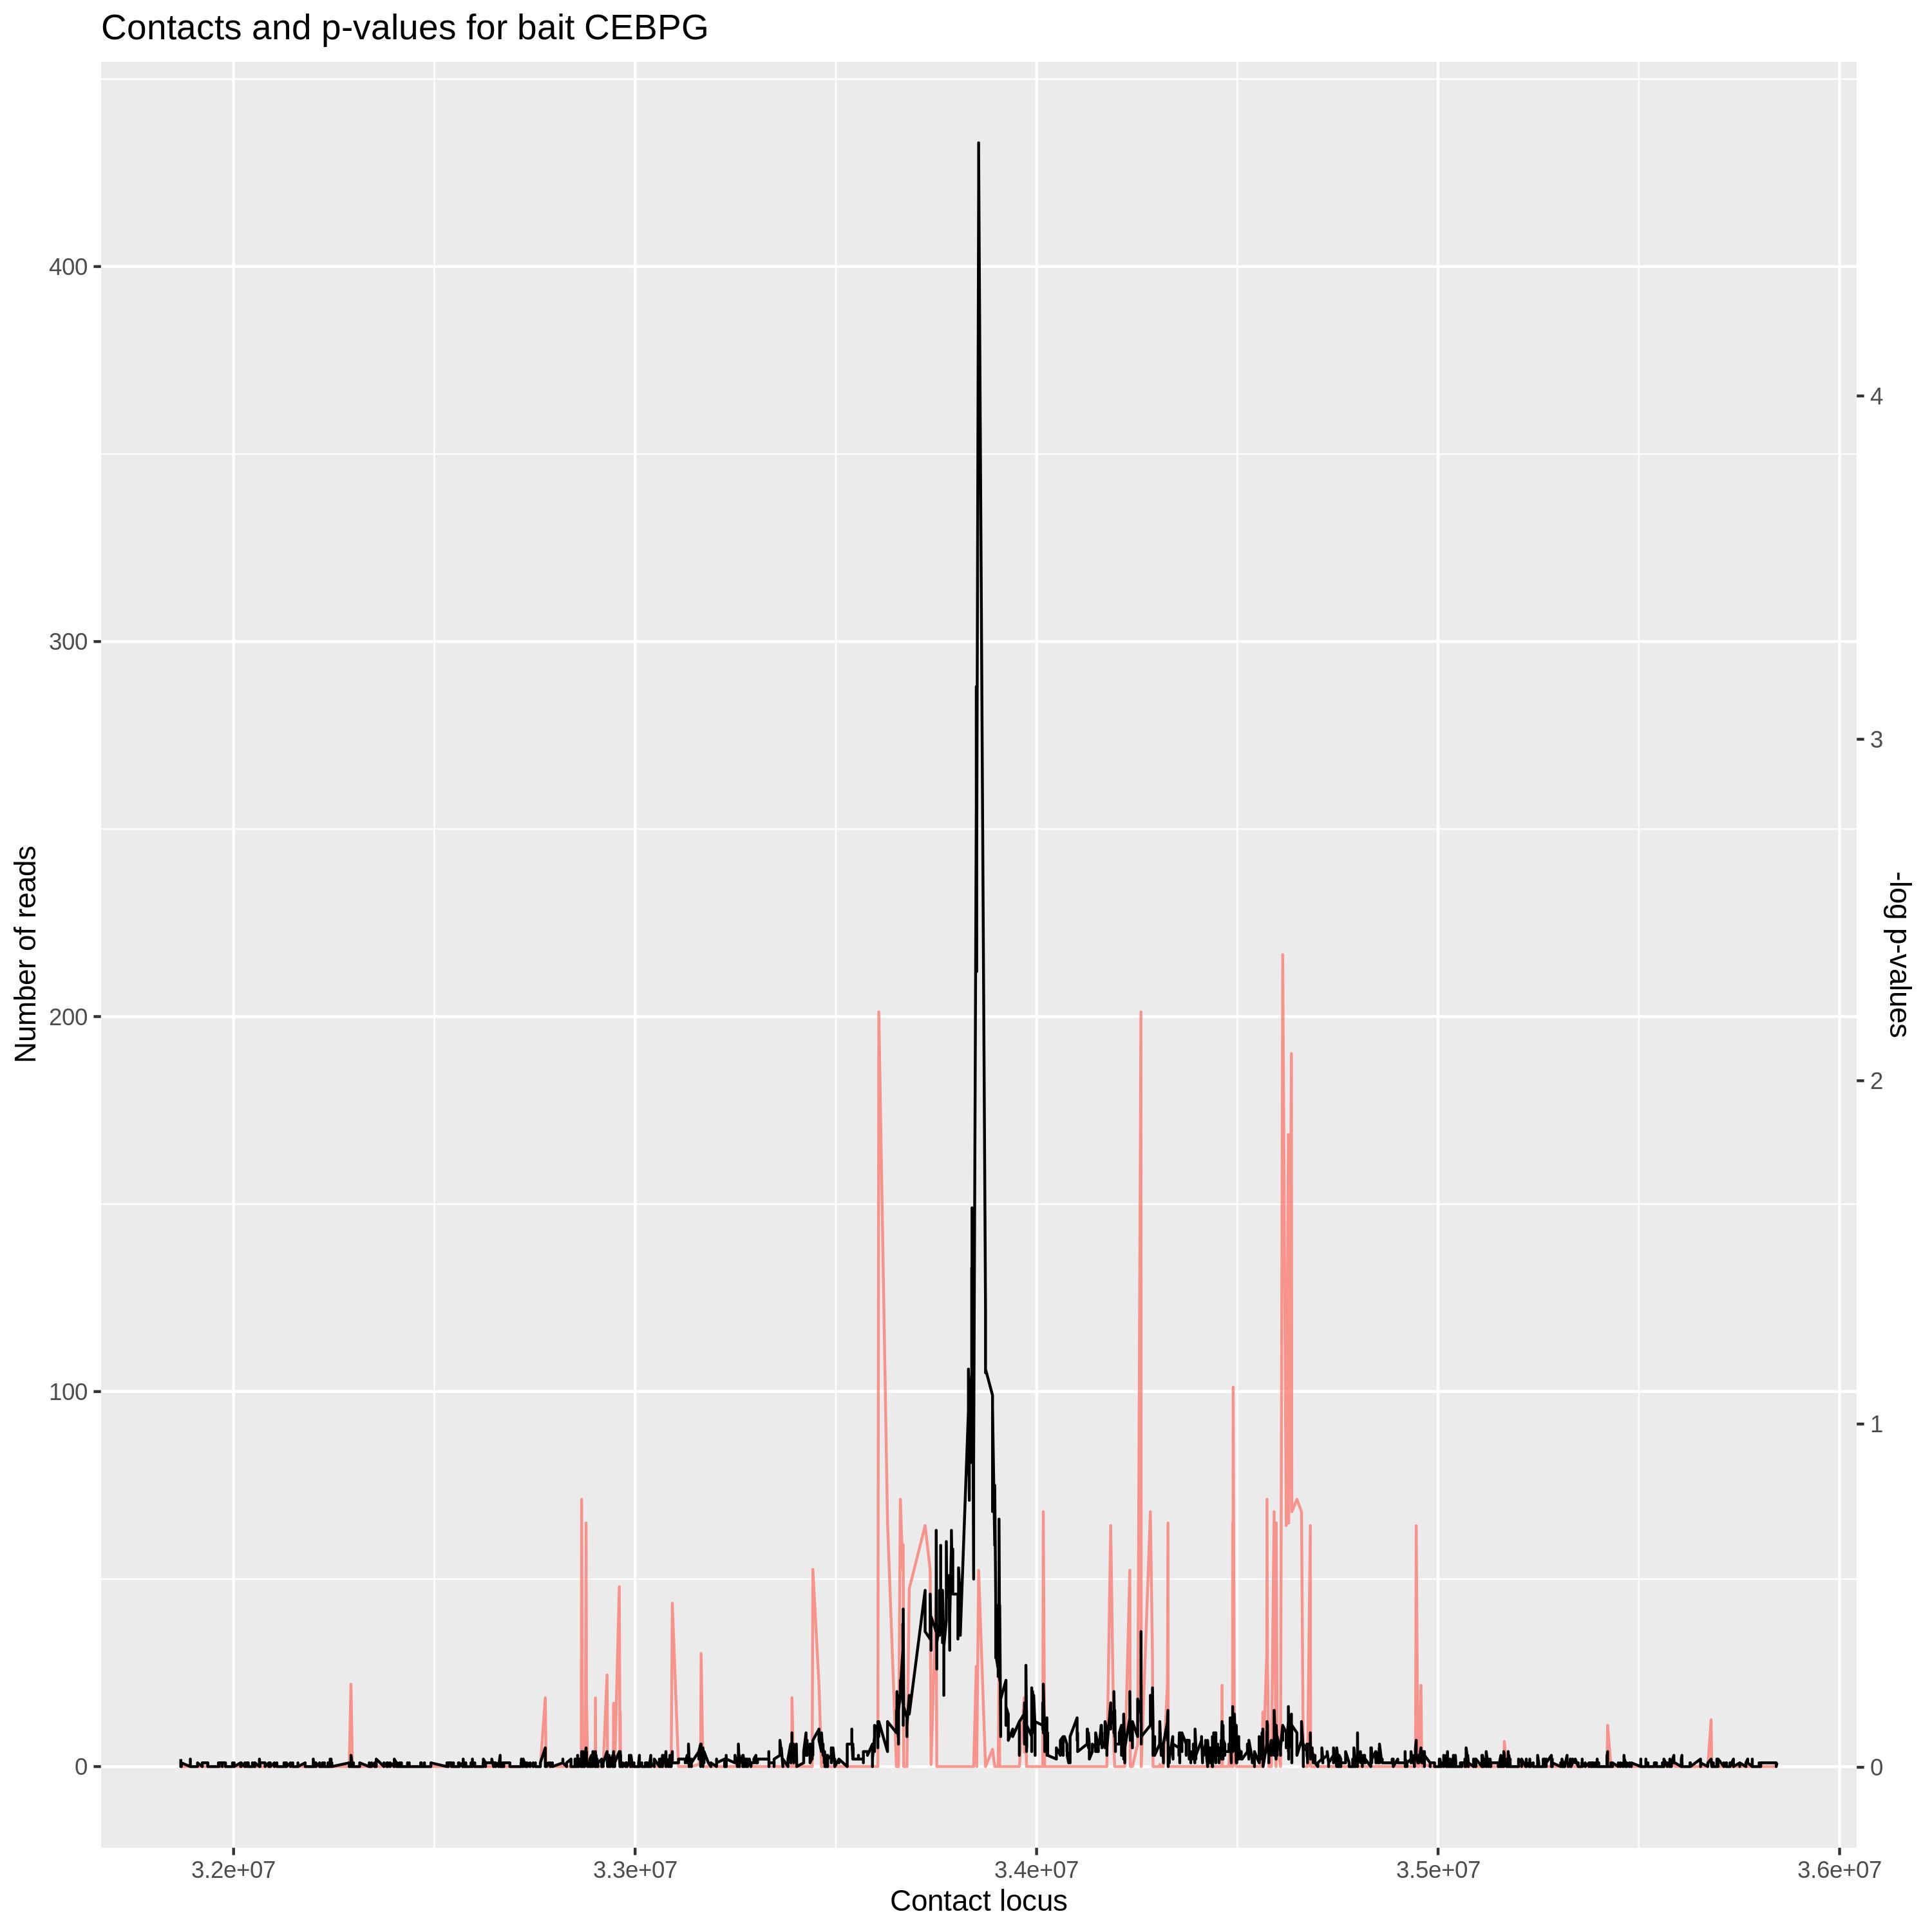 Contacts and p-values for bait CEBPG
Number of reads
400
300
200
100
0
4
3
2
1
0
-log p-values
3.2e+07 3.3e+07 3.4e+07 3.5e+07 3.6e+07
Contact locus